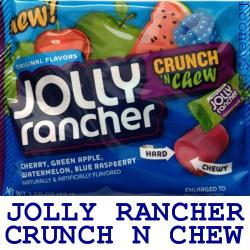 New!
ORIGINAL FLAVORS
CRUNCH
'N
CHEW
JOLLY
rancher
CHERRY, GREEN APPLE,
WATERMELON, BLUE RASPBERRY
NATURALLY & ARTIFICIALLY FLAVORED
HARD
CHEWY
ENLARGED TO
JOLLY RANCHER
CRUNCH N CHEW